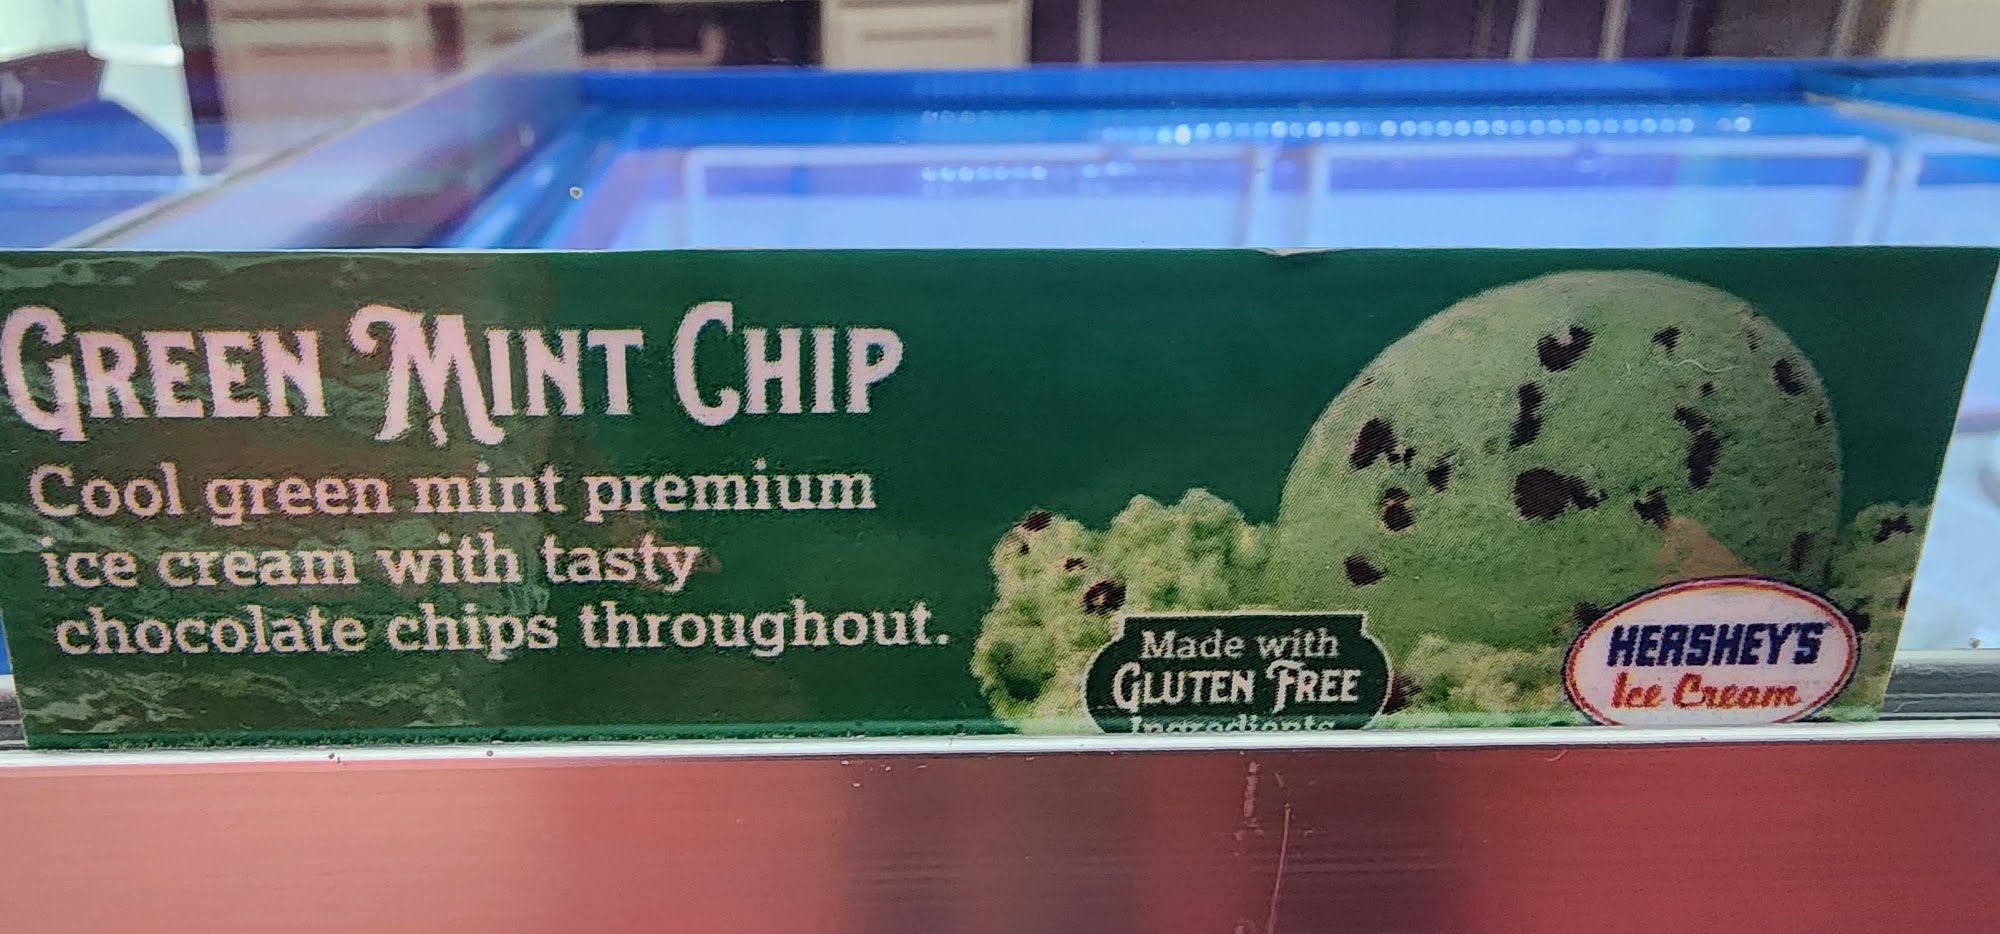 GREEN MINT CHIP
Cool green mint premium
ice cream with tasty
chocolate chips throughout.
Made with
GLUTEN FREE
Ingredients
HERSHEY'S
Ice Cream